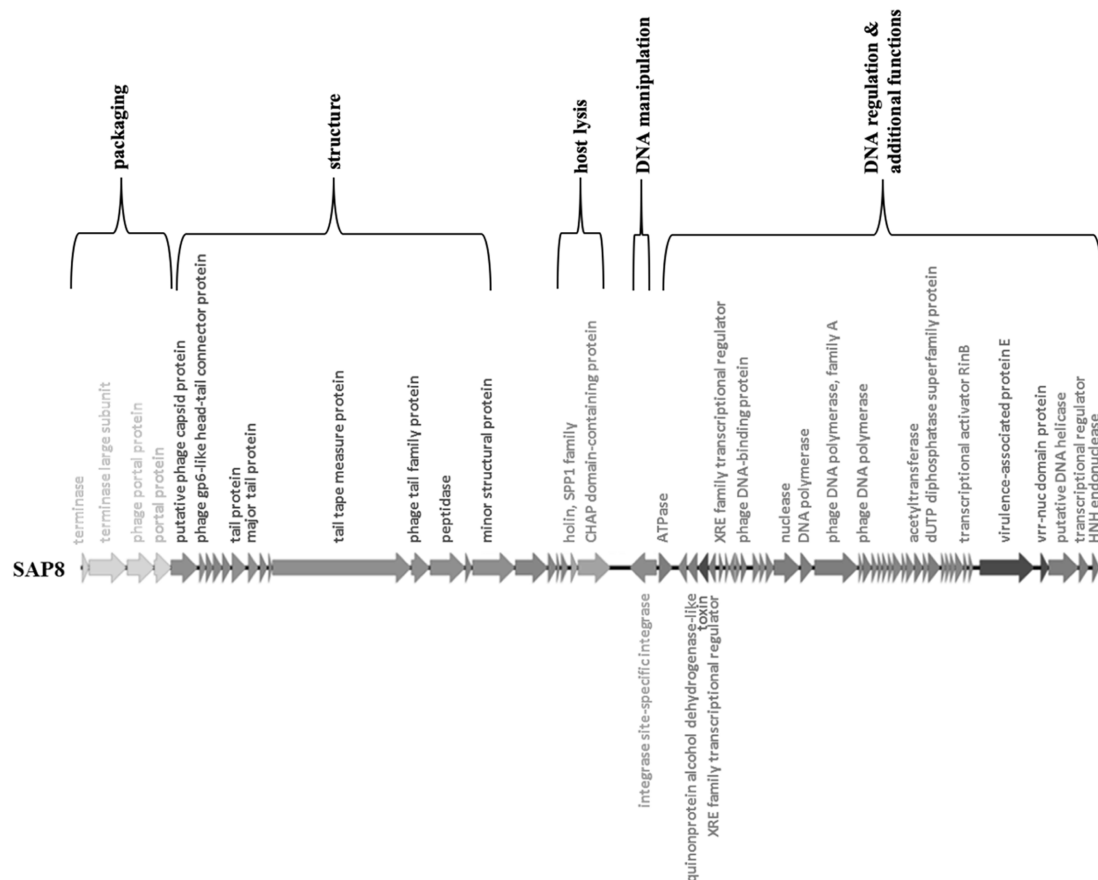 packaging
structure
host lysis
DNA manipulation
DNA regulation &
additional functions
terminase
terminase large subunit
phage portal protein
portal protein
putative phage capsid protein
phage gp6-like head-tail connector protein
tail protein
major tail protein
tail tape measure protein
phage tail family protein
peptidase
minor structural protein
holin, SPP1 family
CHAP domain-containing protein
ATPase
XRE family transcriptional regulator
phage DNA-binding protein
nuclease
DNA polymerase
phage DNA polymerase, family A
phage DNA polymerase
acetyltransferase
dUTP diphosphatase superfamily protein
transcriptional activator RinB
virulence-associated protein E
vrr-nuc domain protein
putative DNA helicase
transcriptional regulator
HNH endonuclease
SAP8
integrase site-specific integrase
quinonprotein alcohol dehydrogenase-like
toxin
XRE family transcriptional regulator